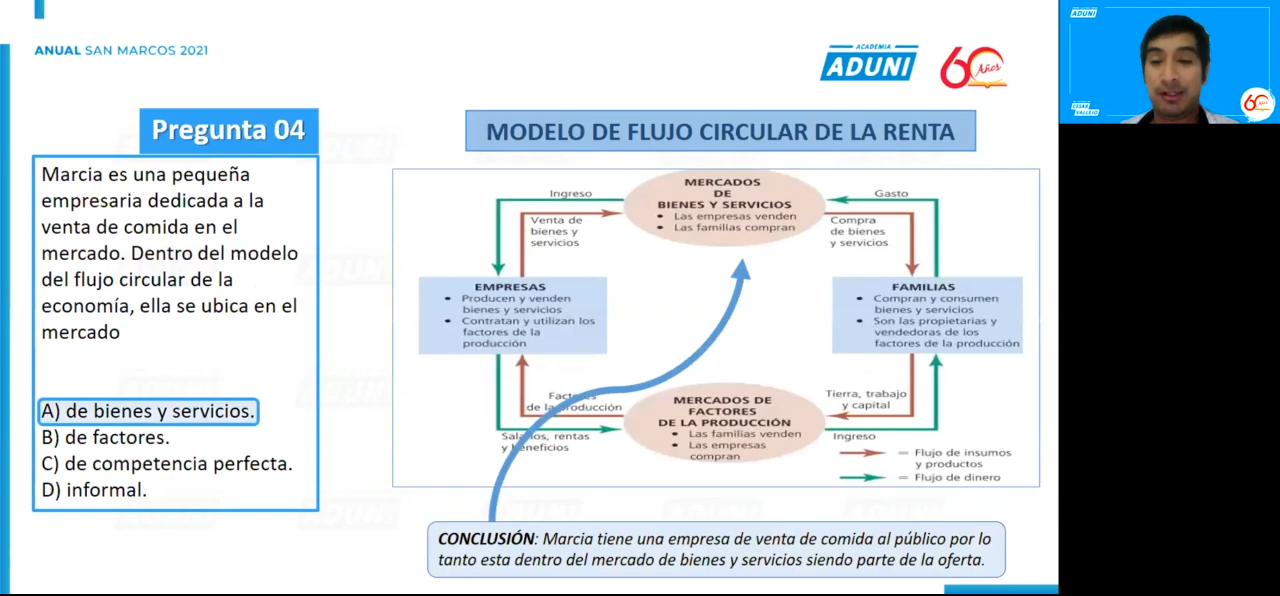 ANUAL SAN MARCOS 2021
ACADEMIA
ADUNI
60
Años
Pregunta 04
Marcia es una pequeña
empresaria dedicada a la
venta de comida en el
mercado. Dentro del modelo
del flujo circular de la
economía, ella se ubica en el
mercado
A) de bienes y servicios.
B) de factores.
C) de competencia perfecta.
D) informal.
MODELO DE FLUJO CIRCULAR DE LA RENTA
MERCADOS
DE
BIENES Y SERVICIOS
• Las empresas venden
• Las familias compran
Ingreso
Venta de
bienes y
servicios
Gasto
Compra
de bienes
y servicios
EMPRESAS
• Producen y venden
bienes y servicios
• Contratan y utilizan los
factores de la
producción
FAMILIAS
• Compran y consumen
bienes y servicios
• Son las propietarias y
vendedoras de los
factores de la producción
Factores
de la producción
Salarios, rentas
y beneficios
MERCADOS DE
FACTORES
DE LA PRODUCCIÓN
• Las familias venden
• Las empresas
compran
Tierra, trabajo
y capital
Ingreso
= Flujo de insumos
y productos
= Flujo de dinero
CONCLUSIÓN: Marcia tiene una empresa de venta de comida al público por lo
tanto esta dentro del mercado de bienes y servicios siendo parte de la oferta.
ADUNI
CÉSAR
VALLEJO
60